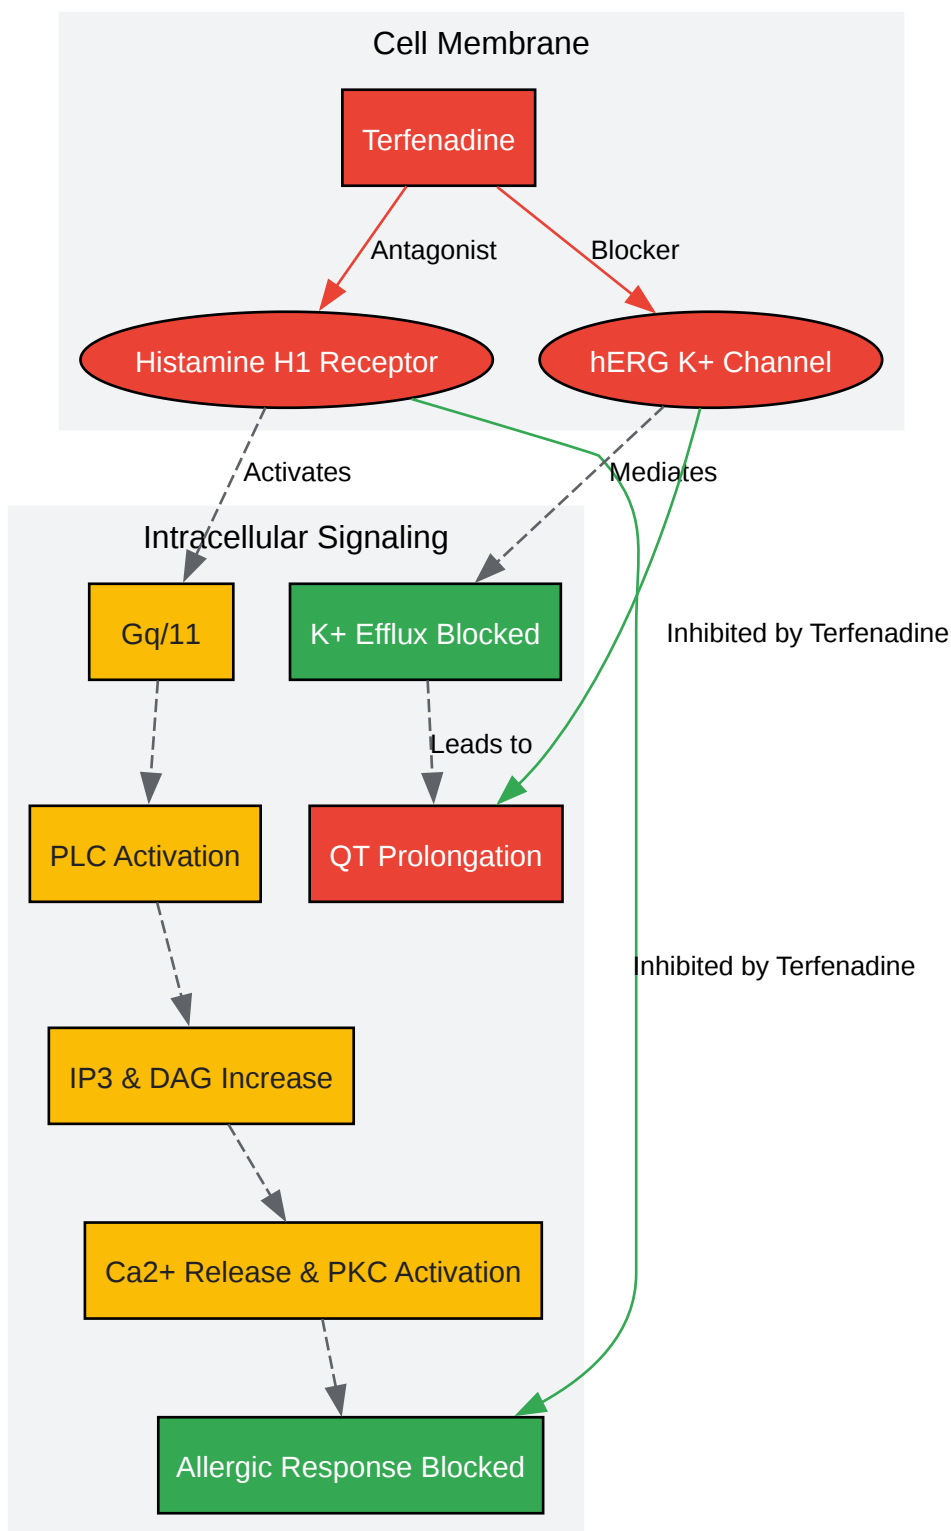 Cell Membrane
Terfenadine
Antagonist
Blocker
Histamine H1 Receptor
hERG K+ Channel
Activates
Mediates
Intracellular Signaling
Gq/11
K+ Efflux Blocked
Inhibited by Terfenadine
Leads to
PLC Activation
QT Prolongation
Inhibited by Terfenadine
IP3 & DAG Increase
Ca2+ Release & PKC Activation
Allergic Response Blocked